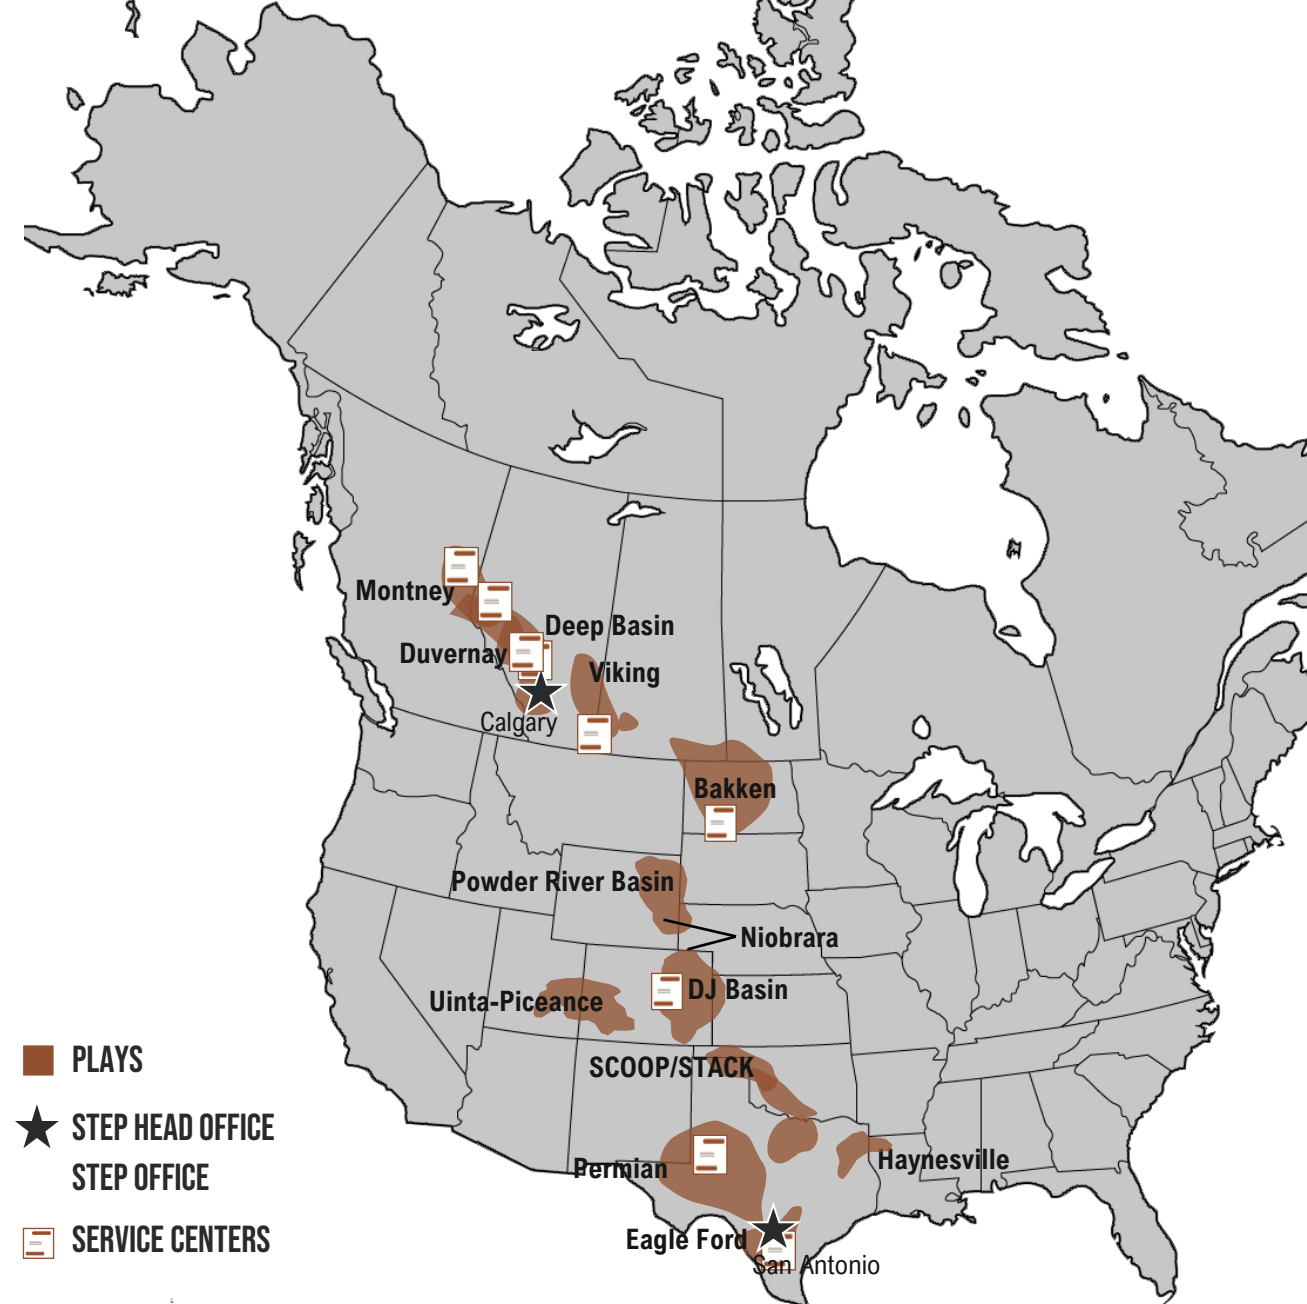 Montney
Deep Basin
Duvernay
Viking
Calgary
Bakken
Powder River Basin
Niobrara
DJ Basin
Uinta-Piceance
PLAYS
SCOOP/STACK
STEP HEAD OFFICE
STEP OFFICE
Haynesville
Permian
SERVICE CENTERS
Eagle Ford
San Antonio